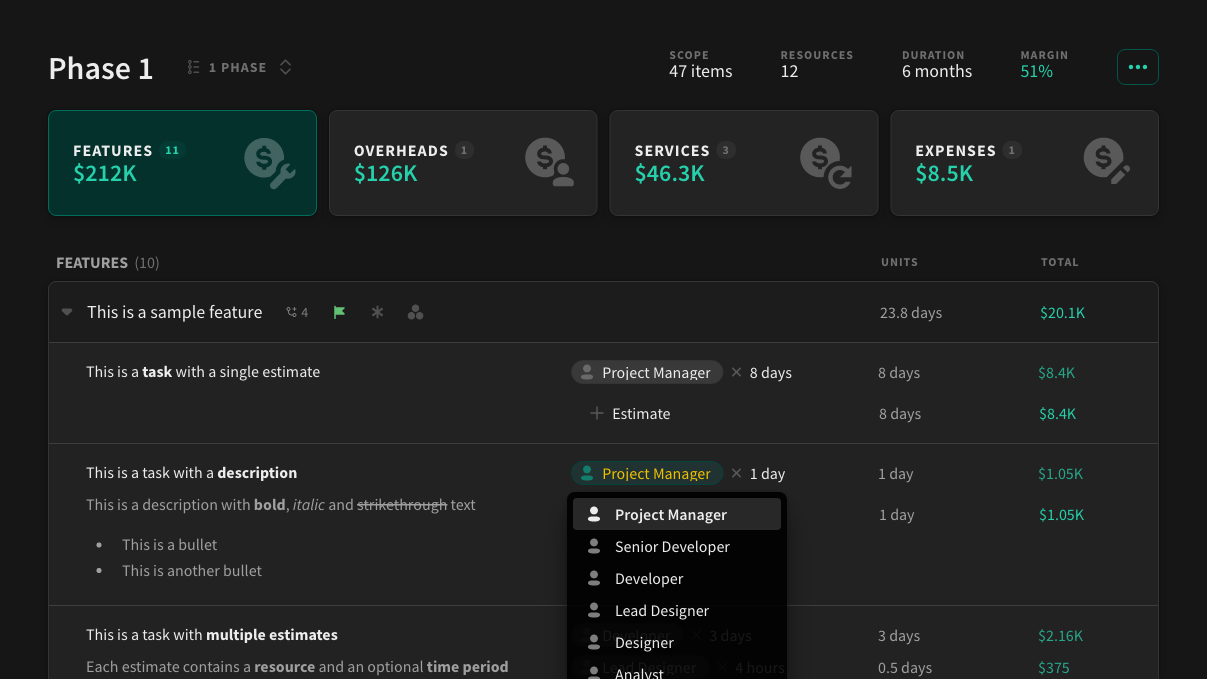 Phase 1
1 PHASE
SCOPE
47 items
RESOURCES
12
DURATION
6 months
MARGIN
51%
FEATURES 11
$212K
OVERHEADS 1
$126K
SERVICES 3
$46.3K
EXPENSES 1
$8.5K
FEATURES (10) UNITS TOTAL
This is a sample feature 4 23.8 days $20.1K
This is a task with a single estimate Project Manager × 8 days 8 days $8.4K
+ Estimate 8 days $8.4K
This is a task with a description Project Manager × 1 day 1 day $1.05K
This is a description with bold, italic and strikethrough text
1 day $1.05K
• This is a bullet
• This is another bullet
Project Manager
Senior Developer
Developer
Lead Designer
Designer
Analyst
This is a task with multiple estimates Developer × 3 days 3 days $2.16K
Each estimate contains a resource and an optional time period Lead Designer × 4 hours 0.5 days $375